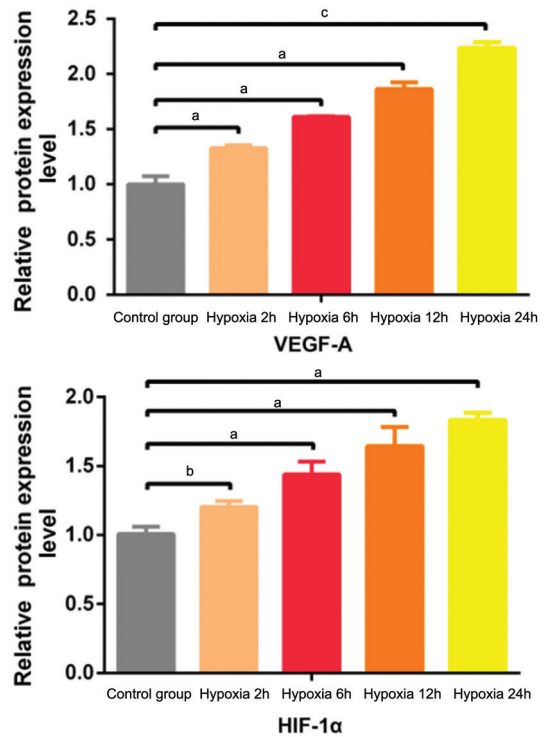 c
a
a
a
2.5
2.0
1.5
1.0
0.5
0.0
Relative protein expression
level
Control group Hypoxia 2h Hypoxia 6h Hypoxia 12h Hypoxia 24h
VEGF-A
a
a
a
b
2.0
1.5
1.0
0.5
0.0
Relative protein expression
level
Control group Hypoxia 2h Hypoxia 6h Hypoxia 12h Hypoxia 24h
HIF-1α